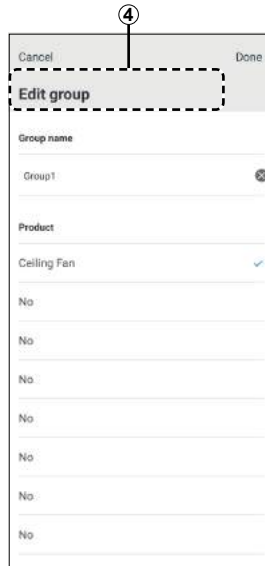 ④
Cancel Done
Edit group
Group name
Group1
Product
Ceiling Fan
No
No
No
No
No
No
No